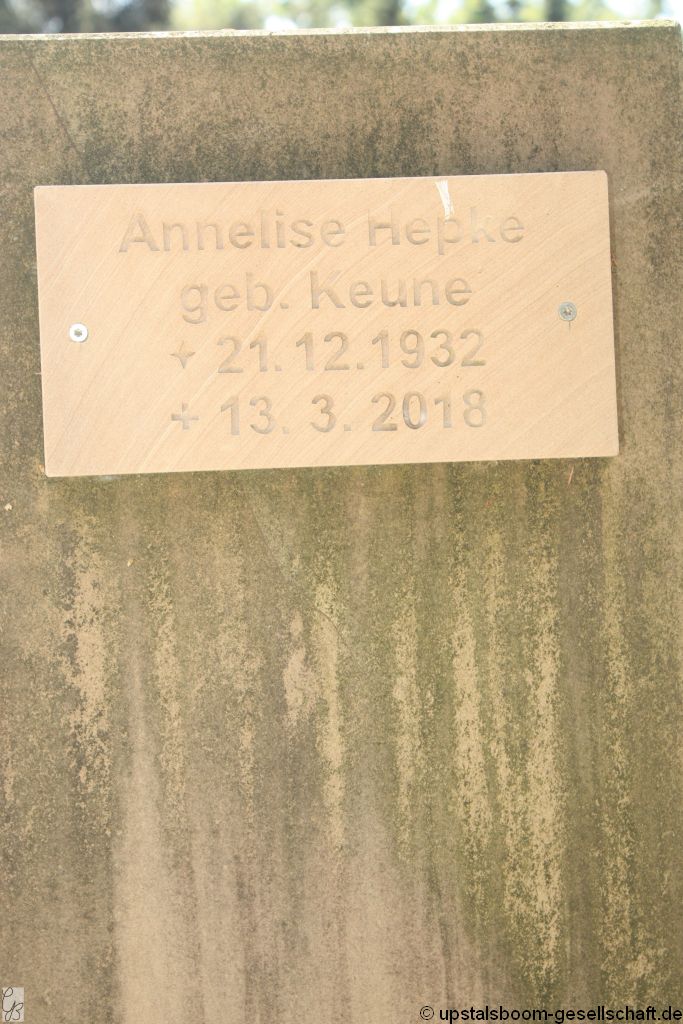 Annelise Hepke
geb. Keune
✦ 21.12.1932
+ 13. 3. 2018
© upstalsboom-gesellschaft.de